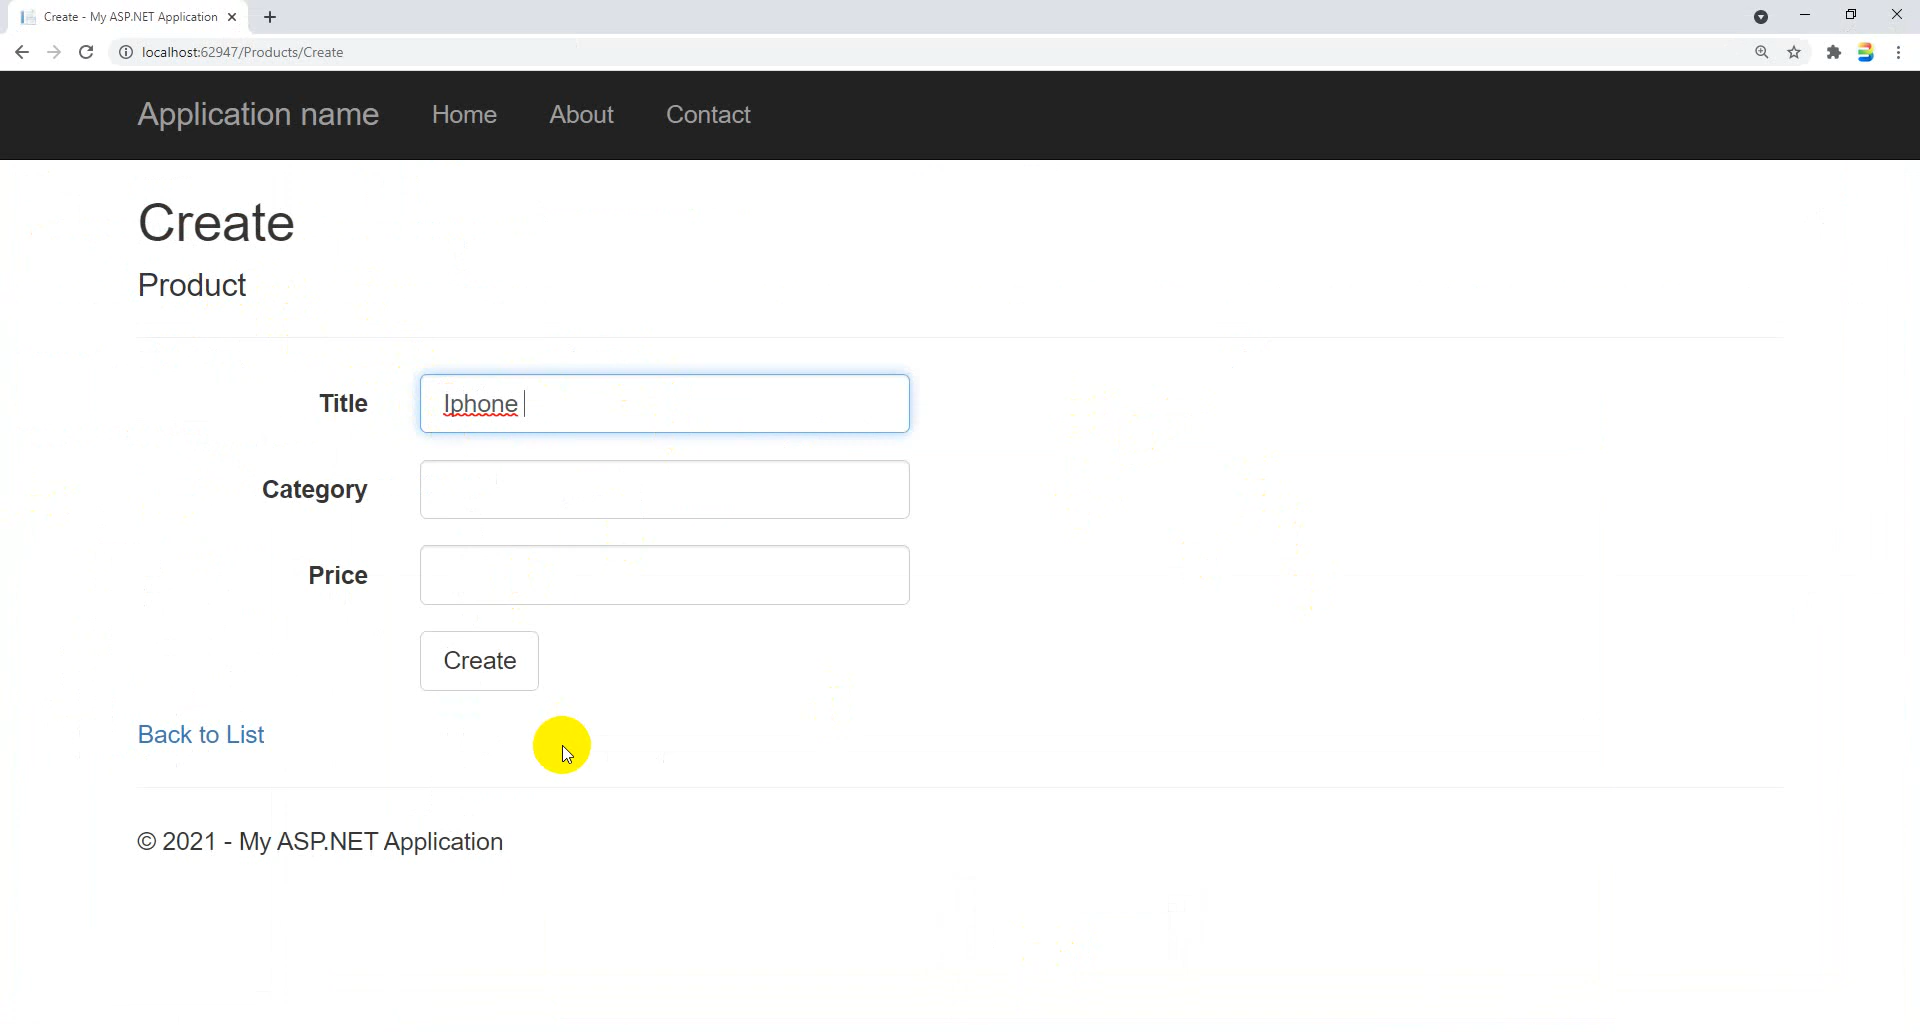 Create - My ASP.NET Application
localhost:62947/Products/Create
Application name Home About Contact
Create
Product
Title Iphone
Category
Price
Create
Back to List
© 2021 - My ASP.NET Application